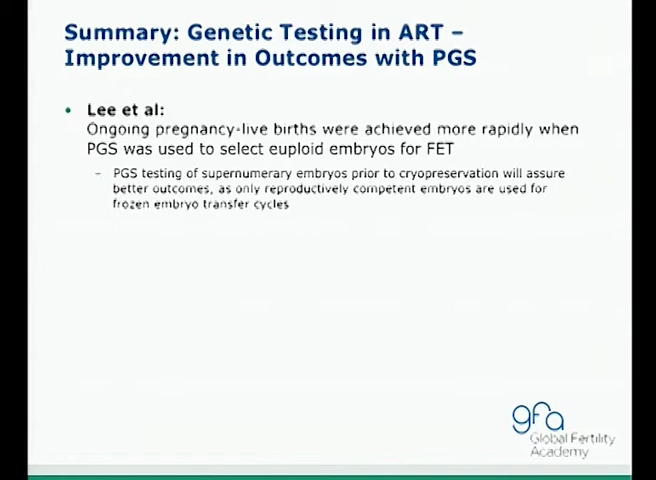 Summary: Genetic Testing in ART –
Improvement in Outcomes with PGS
• Lee et al:
Ongoing pregnancy-live births were achieved more rapidly when
PGS was used to select euploid embryos for FET
– PGS testing of supernumerary embryos prior to cryopreservation will assure
better outcomes, as only reproductively competent embryos are used for
frozen embryo transfer cycles
gfa
Global Fertility
Academy